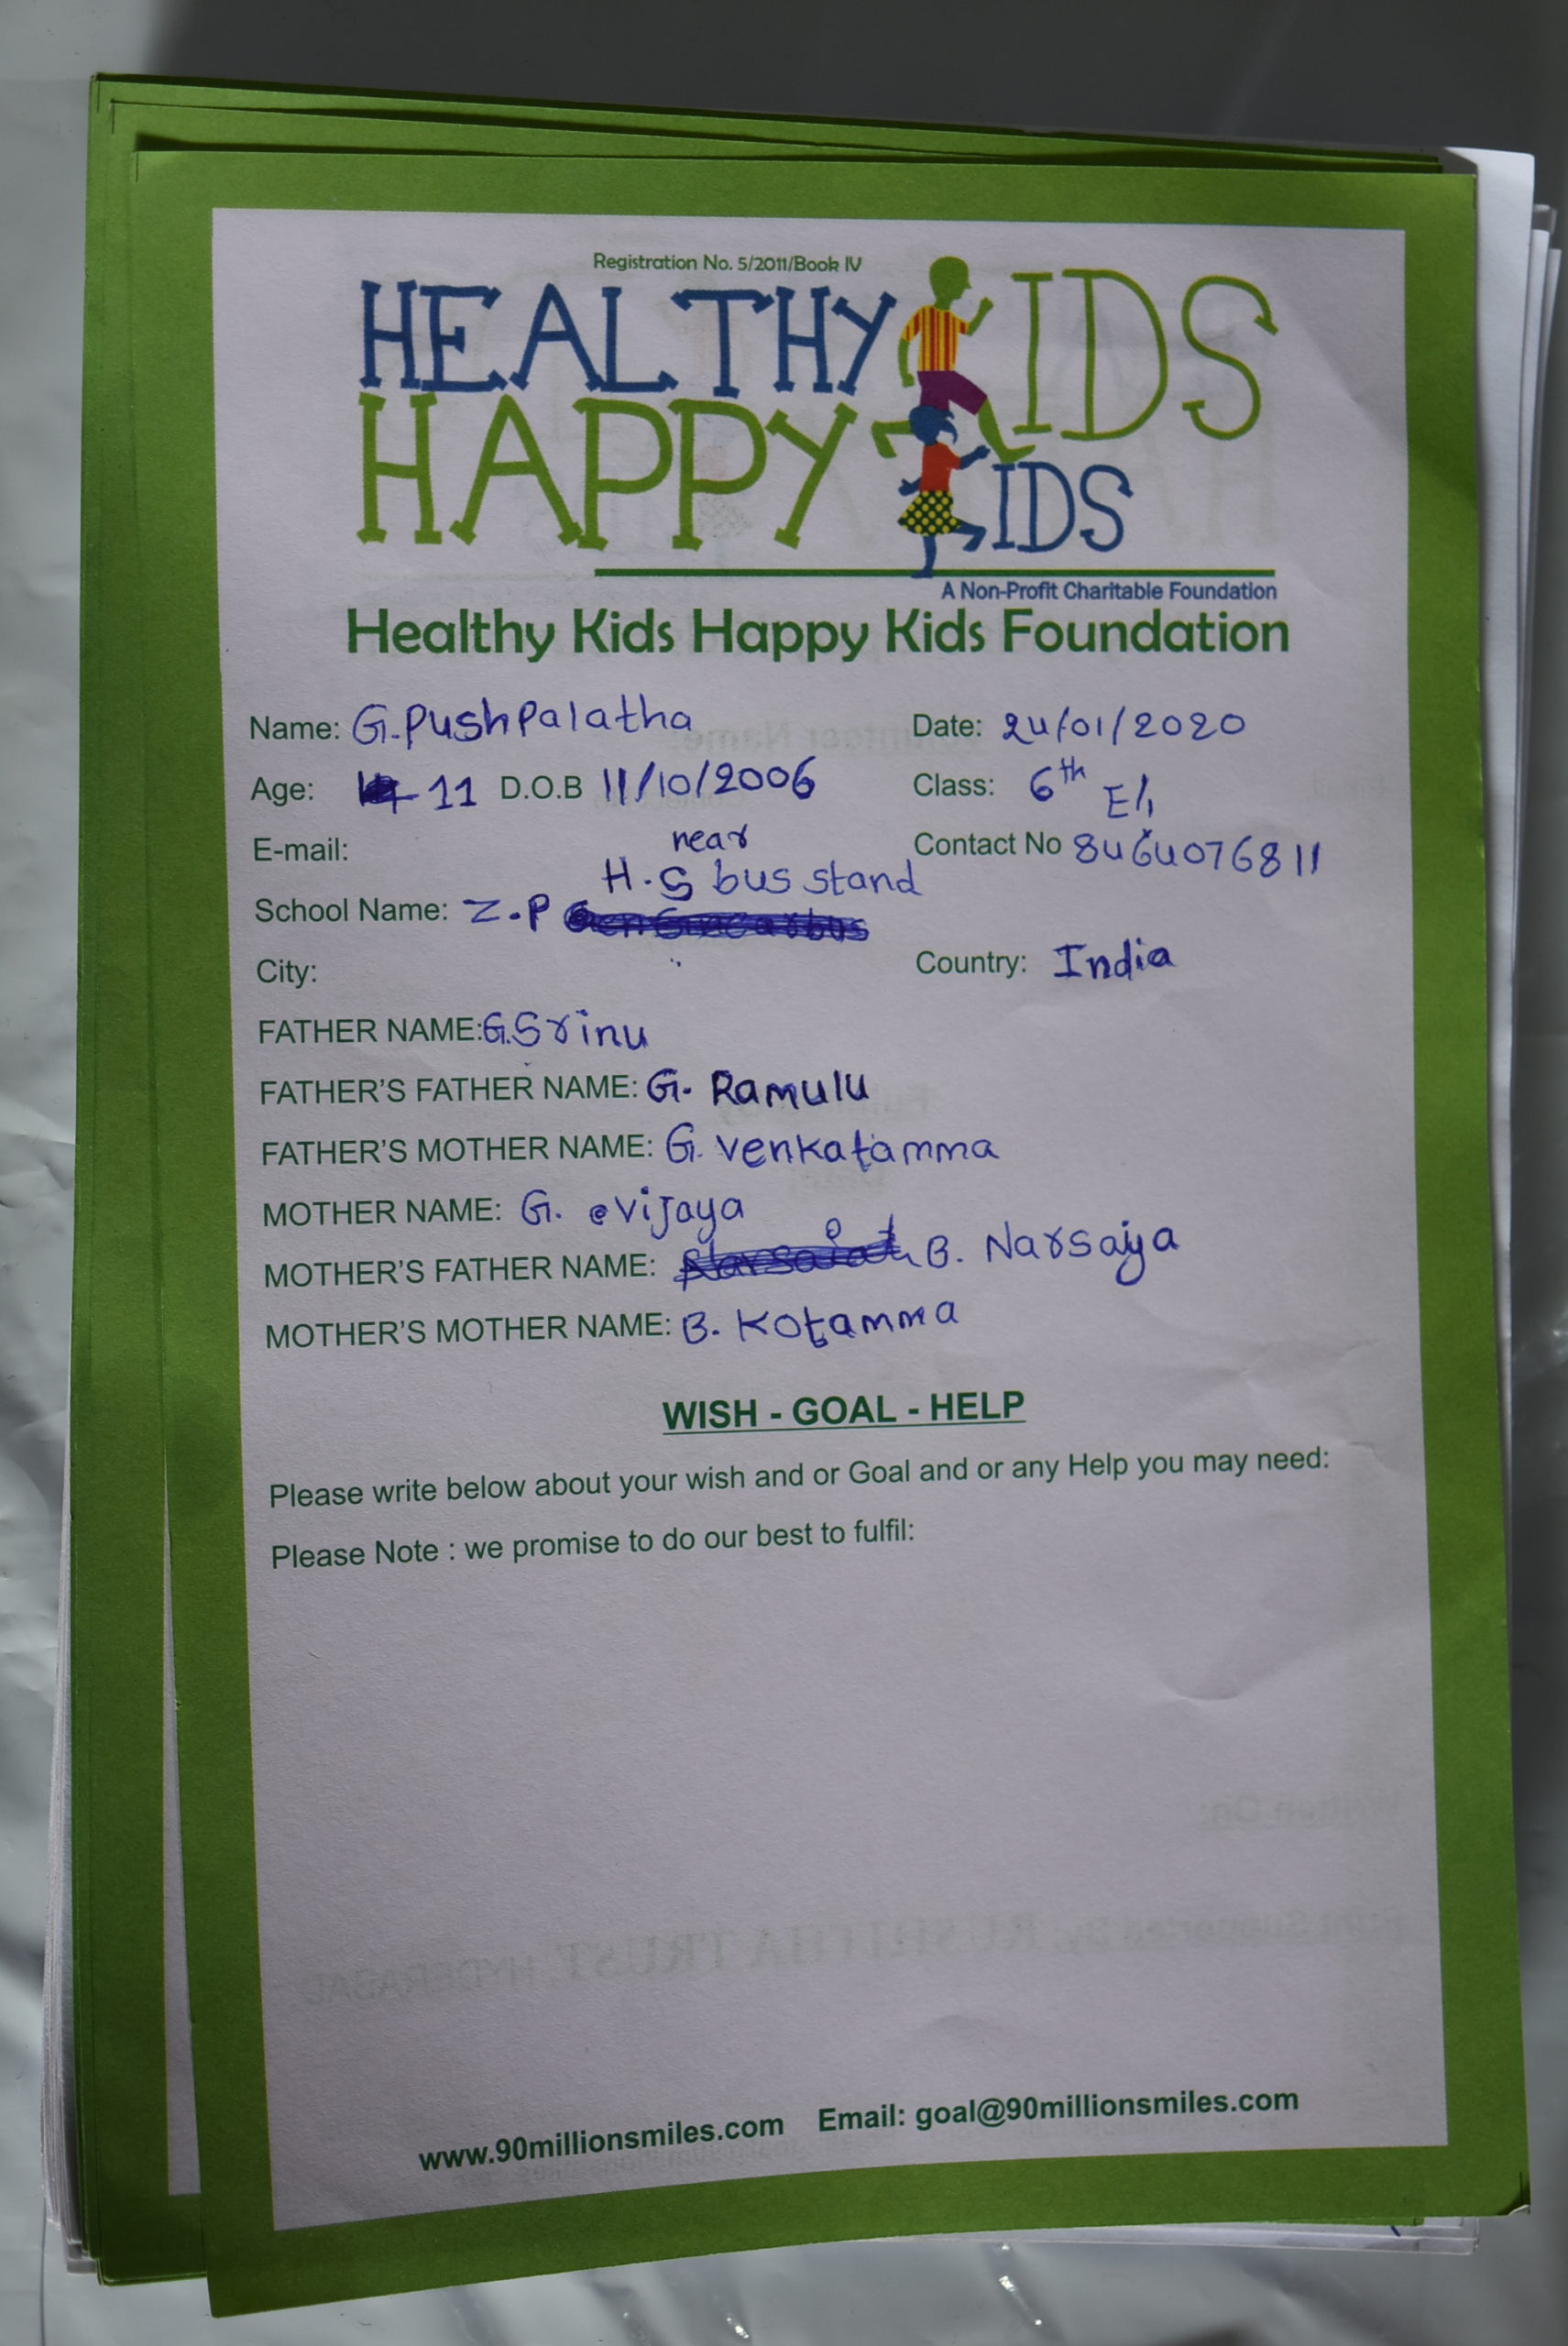 Registration No. 5/2011/Book IV
HEALTHY KIDS
HAPPY KIDS
A Non-Profit Charitable Foundation
Healthy Kids Happy Kids Foundation
Name: G.Pushpalatha Date: 24/01/2020
Age: 11 D.O.B 11/10/2006 Class: 6th E/1
E-mail: Contact No 8464076811
near
School Name: Z.P H.S bus stand
City: Country: India
FATHER NAME: G.Srinu
FATHER'S FATHER NAME: G. Ramulu
FATHER'S MOTHER NAME: G. Venkatamma
MOTHER NAME: G. Vijaya
MOTHER'S FATHER NAME: B. Narsaiya
MOTHER'S MOTHER NAME: B. Kotamma
WISH - GOAL - HELP
Please write below about your wish and or Goal and or any Help you may need:
Please Note : we promise to do our best to fulfil:
www.90millionsmiles.com Email: goal@90millionsmiles.com